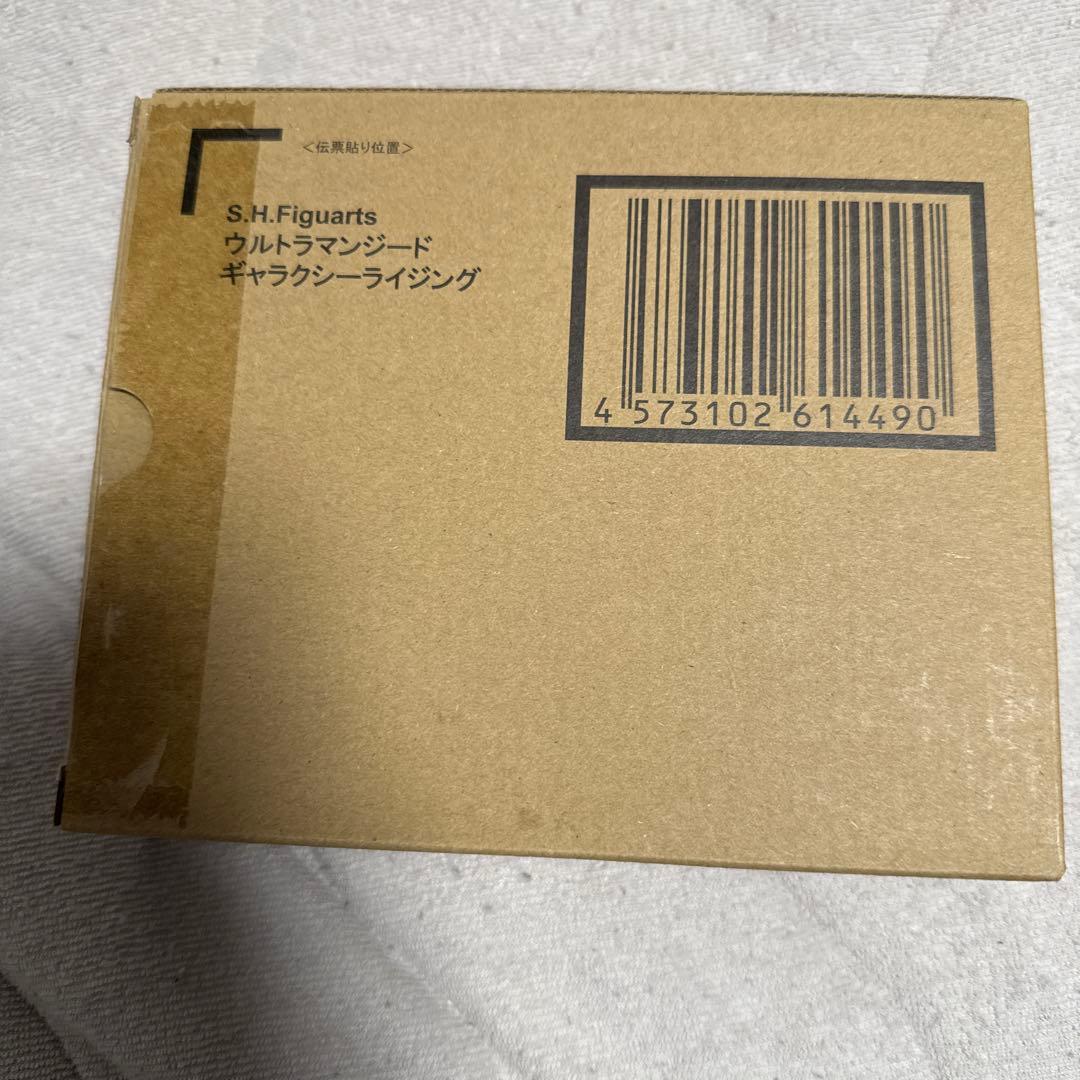 <伝票貼り位置>
S.H.Figuarts
ウルトラマンジード
ギャラクシーライジング
4 573102 614490